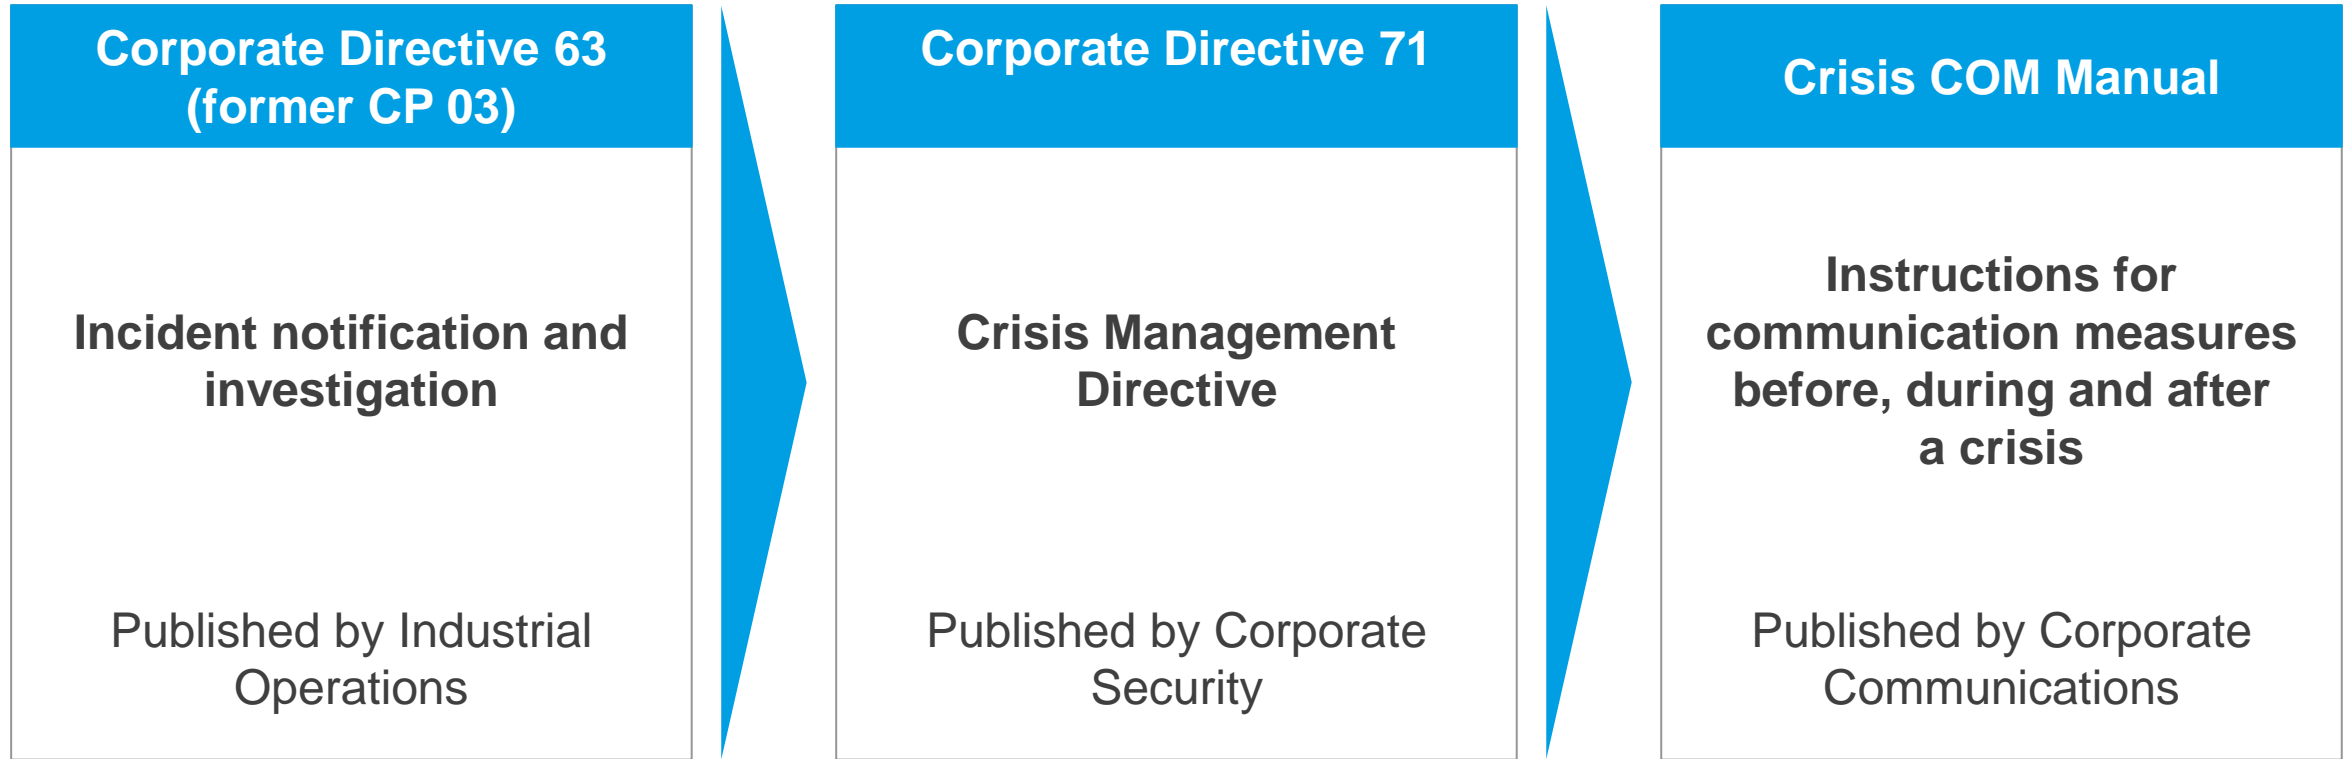 Corporate Directive 63
(former CP 03)
Incident notification and
investigation
Published by Industrial
Operations
Corporate Directive 71
Crisis Management
Directive
Published by Corporate
Security
Crisis COM Manual
Instructions for
communication measures
before, during and after
a crisis
Published by Corporate
Communications